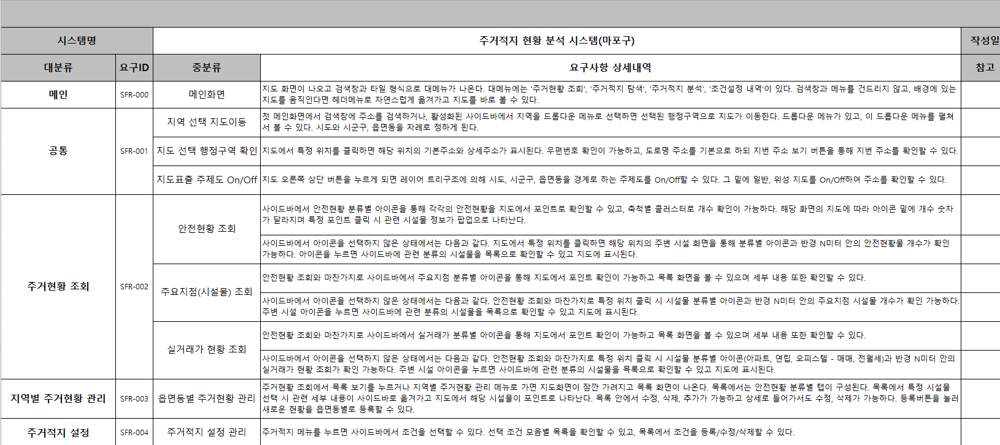 시스템명
주거적지 현황 분석 시스템(마포구)
작성일
대분류
요구ID
중분류
요구사항 상세내역
참고
메인
SFR-000
메인화면
지도 화면이 나오고 검색창과 타일 형식으로 대메뉴가 나온다. 대메뉴에는 '주거현황 조회', '주거적지 탐색', '주거적지 분석', '조건설정 내역'이 있다. 검색창과 메뉴를 건드리지 않고, 배경에 있는
지도를 움직인다면 헤더메뉴로 자연스럽게 옮겨가고 지도를 바로 볼 수 있다.
공통
SFR-001
지역 선택 지도이동
첫 메인화면에서 검색창에 주소를 검색하거나, 활성화된 사이드바에서 지역을 드롭다운 메뉴로 선택하면 선택된 행정구역으로 지도가 이동한다. 드롭다운 메뉴가 있고, 이 드롭다운 메뉴를 펼쳐
서 볼 수 있다. 시도와 시군구, 읍면동을 차례로 정하게 된다.
지도 선택 행정구역 확인
지도에서 특정 위치를 클릭하면 해당 위치의 기본주소와 상세주소가 표시된다. 우편번호 확인이 가능하고, 도로명 주소를 기본으로 하되 지번 주소 보기 버튼을 통해 지번 주소를 확인할 수 있다.
지도표출 주제도 On/Off
지도 오른쪽 상단 버튼을 누르게 되면 레이어 트리구조에 의해 시도, 시군구, 읍면동을 경계로 하는 주제도를 On/Off할 수 있다. 그 밑에 일반, 위성 지도를 On/Off하여 주소를 확인할 수 있다.
주거현황 조회
SFR-002
안전현황 조회
사이드바에서 안전현황 분류별 아이콘을 통해 각각의 안전현황을 지도에서 포인트로 확인할 수 있고, 축척별 클러스터로 개수 확인이 가능하다. 해당 화면의 지도에 따라 아이콘 밑에 개수 숫자
가 달라지며 특정 포인트 클릭 시 관련 시설물 정보가 팝업으로 나타난다.
사이드바에서 아이콘을 선택하지 않은 상태에서는 다음과 같다. 지도에서 특정 위치를 클릭하면 해당 위치의 주변 시설 화면을 통해 분류별 아이콘과 반경 N미터 안의 안전현황물 개수가 확인
가능하다. 아이콘을 누르면 사이드바에 관련 분류의 시설물을 목록으로 확인할 수 있고 지도에 표시된다.
주요지점(시설물) 조회
안전현황 조회와 마찬가지로 사이드바에서 주요지점 분류별 아이콘을 통해 지도에서 포인트 확인이 가능하고 목록 화면을 볼 수 있으며 세부 내용 또한 확인할 수 있다.
사이드바에서 아이콘을 선택하지 않은 상태에서는 다음과 같다. 안전현황 조회와 마찬가지로 특정 위치 클릭 시 시설물 분류별 아이콘과 반경 N미터 안의 주요지점 시설물 개수가 확인 가능하다.
주변 시설 아이콘을 누르면 사이드바에 관련 분류의 시설물을 목록으로 확인할 수 있고 지도에 표시된다.
실거래가 현황 조회
안전현황 조회와 마찬가지로 사이드바에서 실거래가 분류별 아이콘을 통해 지도에서 포인트 확인이 가능하고 목록 화면을 볼 수 있으며 세부 내용 또한 확인할 수 있다.
사이드바에서 아이콘을 선택하지 않은 상태에서는 다음과 같다. 안전현황 조회와 마찬가지로 특정 위치 클릭 시 시설물 분류별 아이콘(아파트, 연립, 오피스텔 - 매매, 전월세)과 반경 N미터 안의
실거래가 현황 조회가 확인 가능하다. 주변 시설 아이콘을 누르면 사이드바에 관련 분류의 시설물을 목록으로 확인할 수 있고 지도에 표시된다.
지역별 주거현황 관리
SFR-003
읍면동별 주거현황 관리
주거현황 조회에서 목록 보기를 누르거나 지역별 주거현황 관리 메뉴로 가면 지도화면이 잠깐 가려지고 목록 화면이 나온다. 목록에서는 안전현황 분류별 탭이 구성된다. 목록에서 특정 시설물
선택 시 관련 세부 내용이 사이드바로 옮겨가고 지도에서 해당 시설물이 포인트로 나타난다. 목록 안에서 수정, 삭제, 추가가 가능하고 상세로 들어가서도 수정, 삭제가 가능하다. 등록버튼을 눌러
새로운 현황을 읍면동별로 등록할 수 있다.
주거적지 설정
SFR-004
주거적지 설정 관리
주거적지 메뉴를 누르면 사이드바에서 조건을 선택할 수 있다. 선택 조건 모음별 목록을 확인할 수 있고, 목록에서 조건을 등록/수정/삭제할 수 있다.